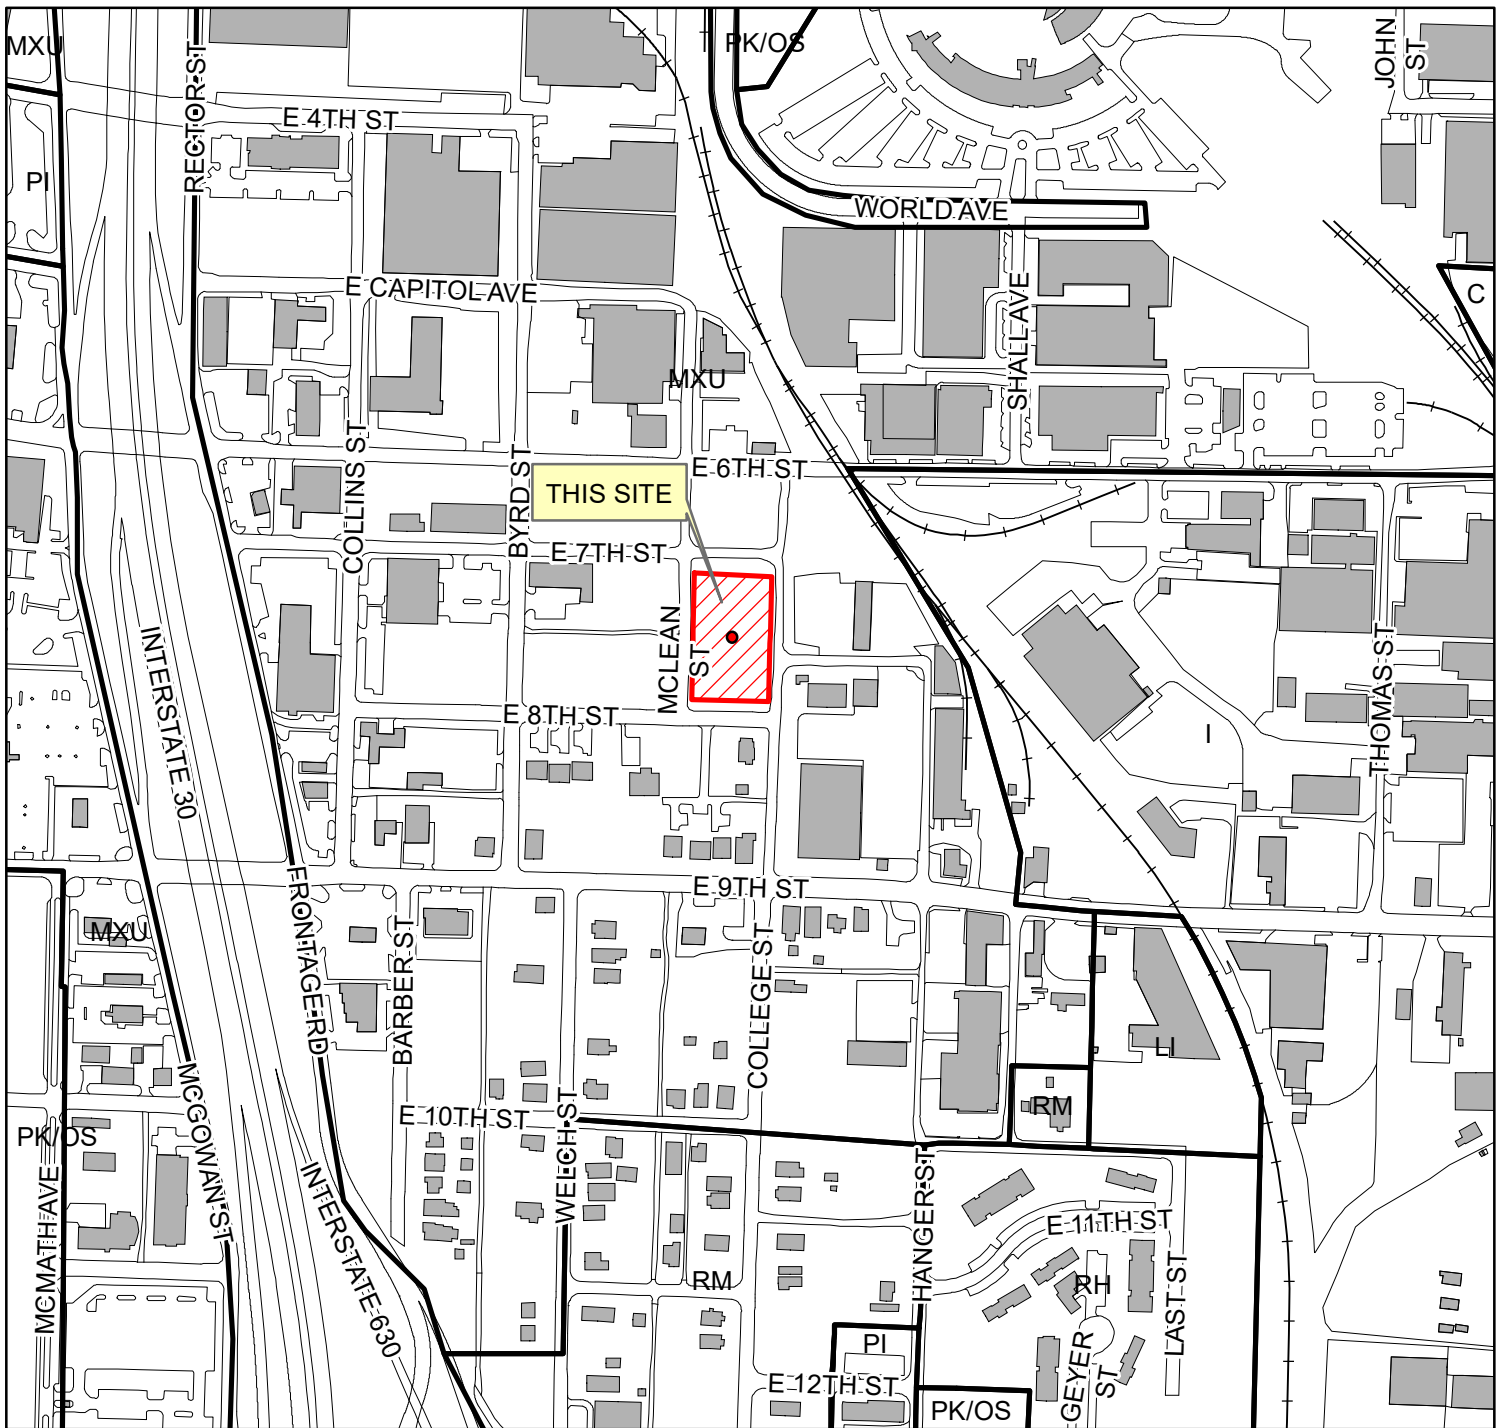 MXU
PK/OS
JOHN
ST
RECTOR ST
E 4TH ST
PI
WORLD AVE
E CAPITOL AVE
SHALL AVE
C
MXU
COLLINS ST
BYRD ST
E 6TH ST
THIS SITE
E 7TH ST
MCLEAN
ST
THOMAS ST
INTERSTATE 30
E 8TH ST
I
E 9TH ST
FRONTAGE RD
MXU
BARBER ST
COLLEGE ST
LI
RM
MCGOWAN ST
E 10TH ST
WELCH ST
PK/OS
MCMATH AVE
INTERSTATE 630
HANGER ST
E 11TH ST
LAST ST
RM
RH
PI
GEYER
ST
E 12TH ST
PK/OS